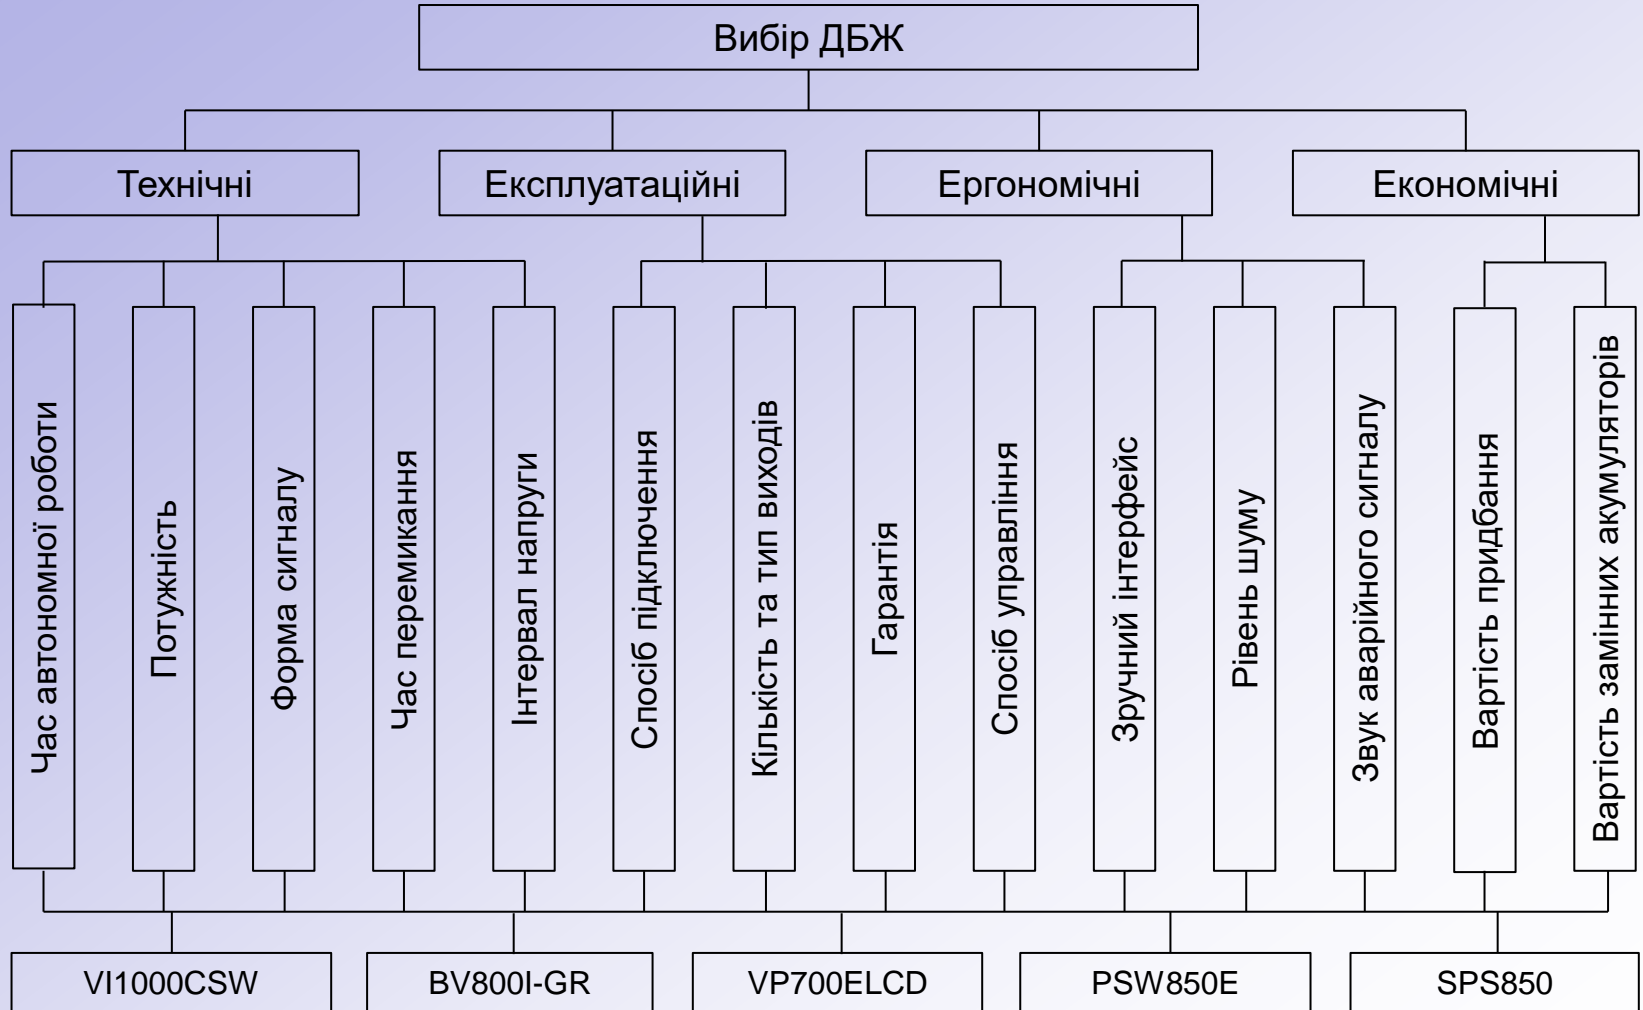 Вибір ДБЖ
Технічні
Експлуатаційні
Ергономічні
Економічні
Час автономної роботи
Потужність
Форма сигналу
Час перемикання
Інтервал напруги
Спосіб підключення
Кількість та тип виходів
Гарантія
Спосіб управління
Зручний інтерфейс
Рівень шуму
Звук аварійного сигналу
Вартість придбання
Вартість замінних акумуляторів
VI1000CSW
BV800I-GR
VP700ELCD
PSW850E
SPS850